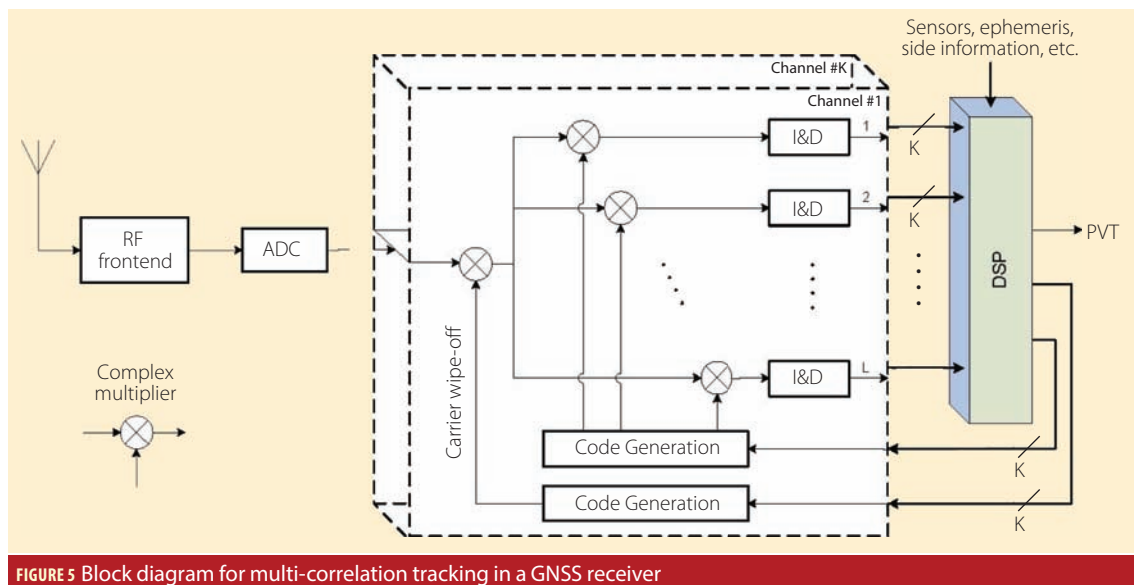 Sensors, ephemeris,
side information, etc.
Channel #K
Channel #1
I&D
1
K
I&D
2
K
RF
frontend
ADC
PVT
DSP
Carrier wipe-off
Complex
multiplier
I&D
L
Code Generation
K
Code Generation
K
FIGURE 5 Block diagram for multi-correlation tracking in a GNSS receiver